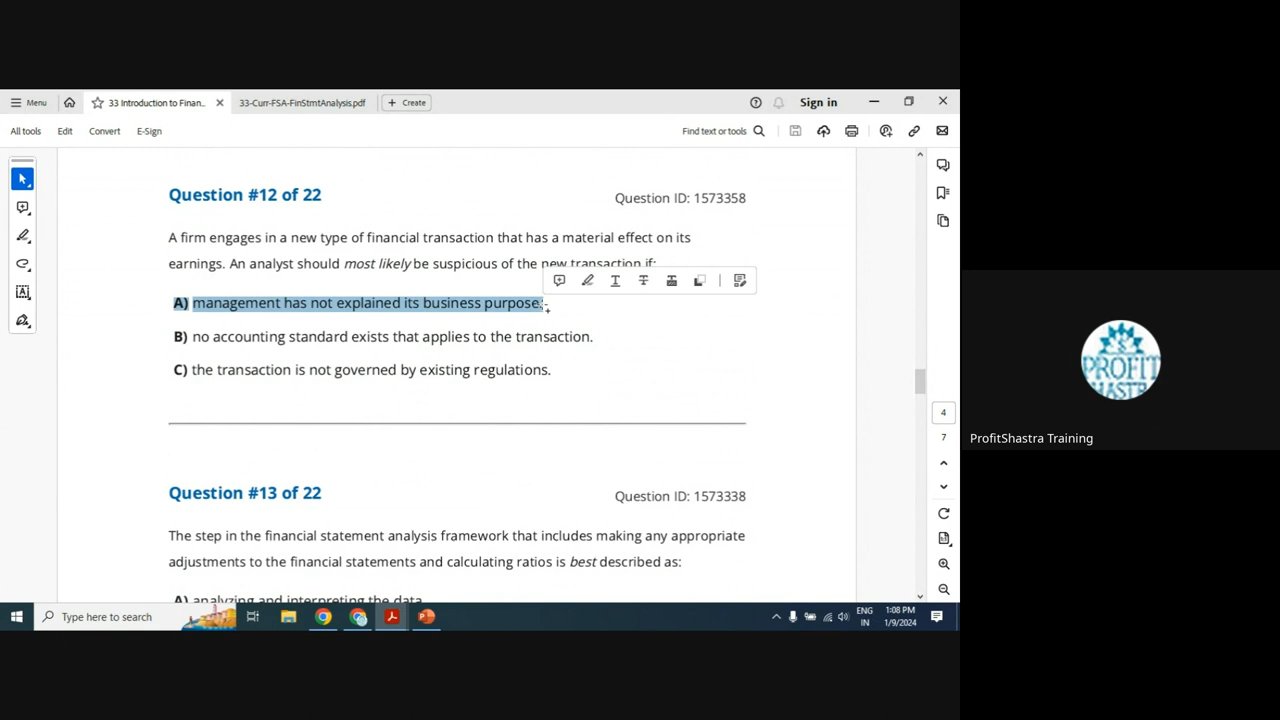 Menu
33 Introduction to Finan...
33-Curr-FSA-FinStmtAnalysis.pdf
Create
Sign in
All tools
Edit
Convert
E-Sign
Find text or tools
Question #12 of 22
Question ID: 1573358
A firm engages in a new type of financial transaction that has a material effect on its
earnings. An analyst should most likely be suspicious of the new transaction if:
A) management has not explained its business purpose.
B) no accounting standard exists that applies to the transaction.
C) the transaction is not governed by existing regulations.
4
7
Question #13 of 22
Question ID: 1573338
The step in the financial statement analysis framework that includes making any appropriate
adjustments to the financial statements and calculating ratios is best described as:
A) analyzing and interpreting the data
PROFIT
ProfitShastra Training
Type here to search
ENG
IN
1:08 PM
1/9/2024